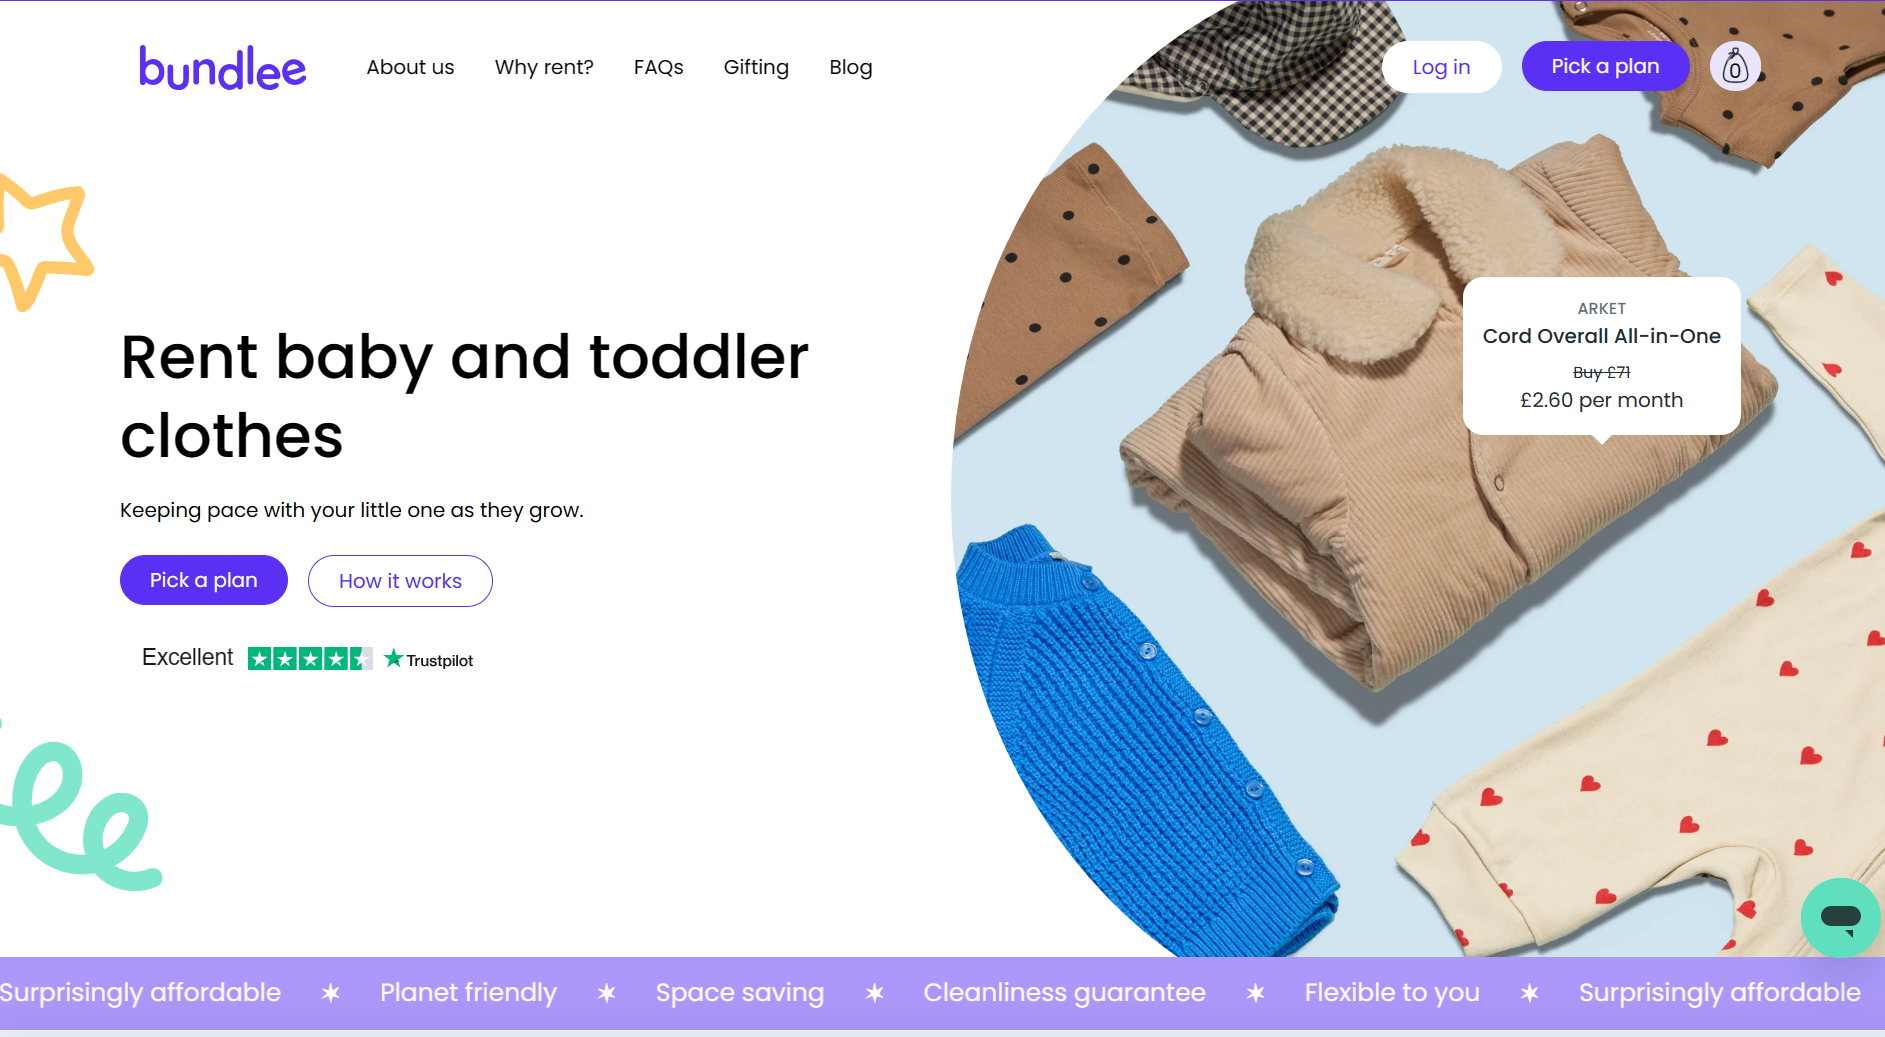 bundlee
About us
Why rent?
FAQs
Gifting
Blog
Log in
Pick a plan
0
Rent baby and toddler
clothes
Keeping pace with your little one as they grow.
Pick a plan
How it works
Excellent
Trustpilot
ARKET
Cord Overall All-in-One
Buy £71
£2.60 per month
Surprisingly affordable
Planet friendly
Space saving
Cleanliness guarantee
Flexible to you
Surprisingly affordable